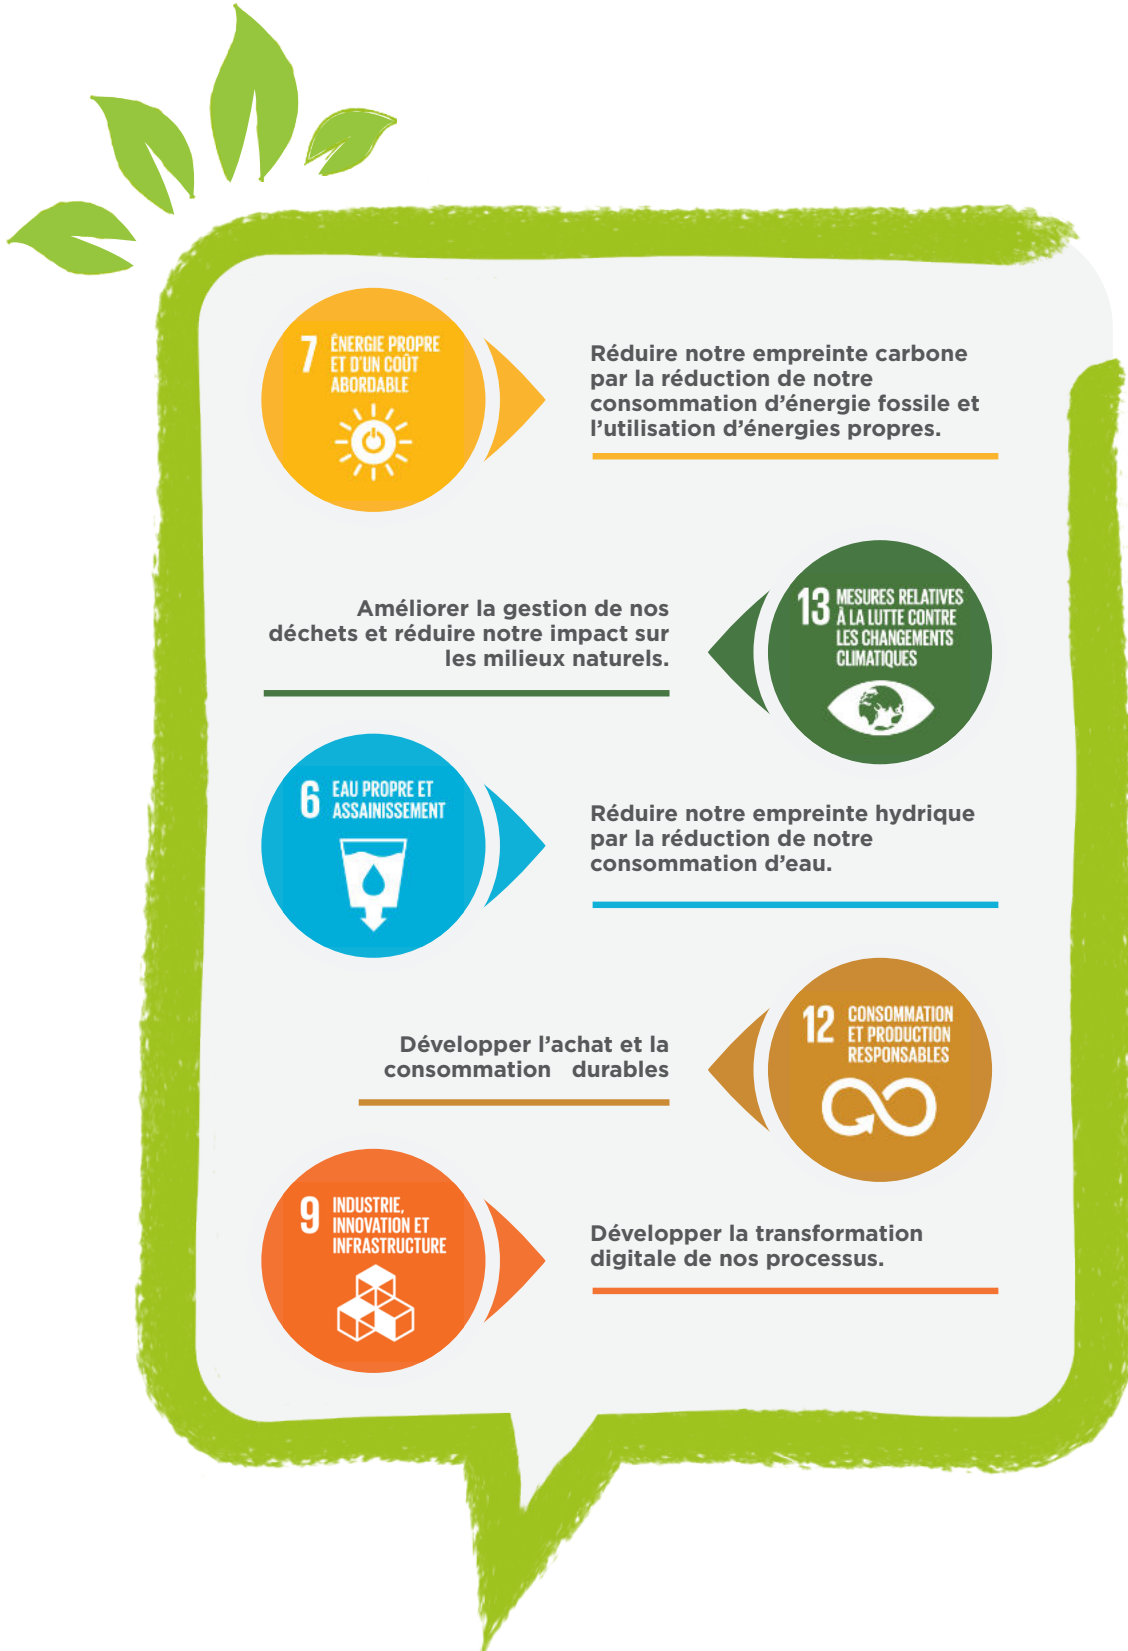 7 ÉNERGIE PROPRE
ET D'UN COÛT
ABORDABLE
Réduire notre empreinte carbone
par la réduction de notre
consommation d’énergie fossile et
l’utilisation d’énergies propres.
Améliorer la gestion de nos
déchets et réduire notre impact sur
les milieux naturels.
13 MESURES RELATIVES
À LA LUTTE CONTRE
LES CHANGEMENTS
CLIMATIQUES
6 EAU PROPRE ET
ASSAINISSEMENT
Réduire notre empreinte hydrique
par la réduction de notre
consommation d’eau.
Développer l’achat et la
consommation durables
12 CONSOMMATION
ET PRODUCTION
RESPONSABLES
9 INDUSTRIE,
INNOVATION ET
INFRASTRUCTURE
Développer la transformation
digitale de nos processus.